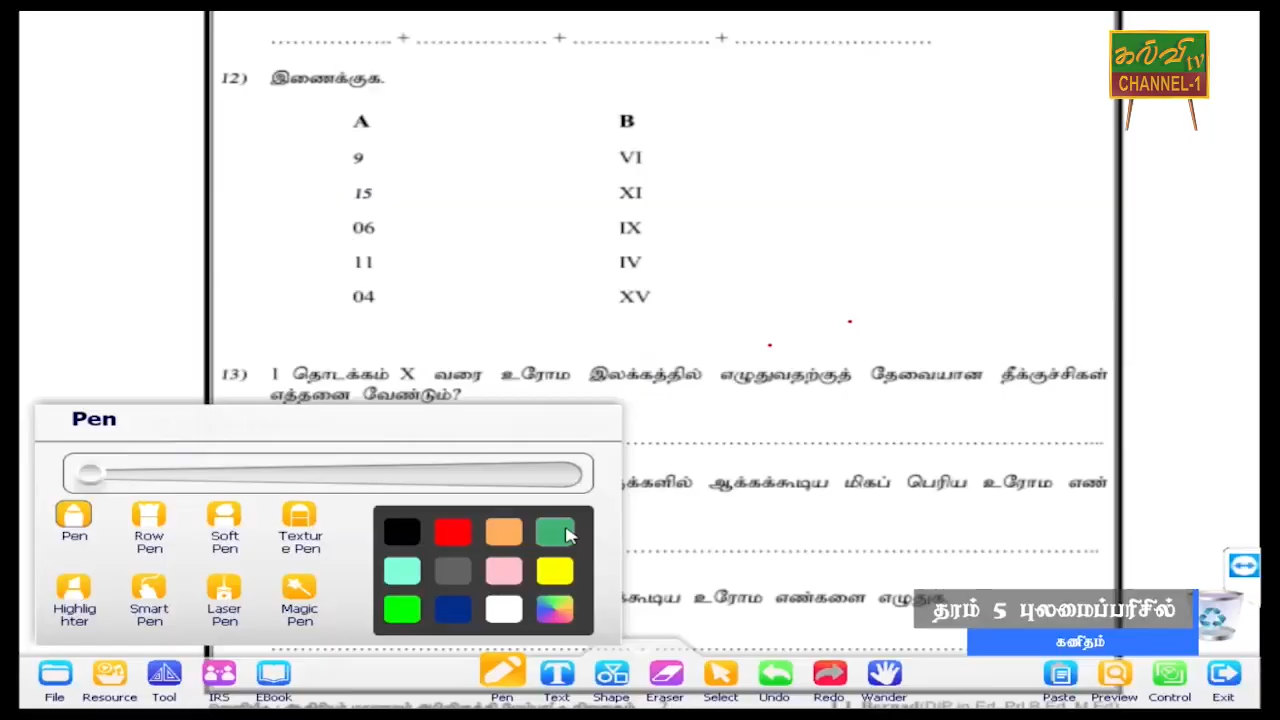 ................ + ................... + .................... + .............................
12) இணைக்குக.
A B
9 VI
15 XI
06 IX
11 IV
04 XV
13) 1 தொடக்கம் X வரை உரோம இலக்கத்தில் எழுதுவதற்குத் தேவையான தீக்குச்சிகள்
எத்தனை வேண்டும்?
ஆக்கக்கூடிய மிகப் பெரிய உரோம எண்
உரோம எண்களை எழுதுக.
கல்வி tv
CHANNEL-1
Pen
Pen Row Pen Soft Pen Texture Pen
Highlighter Smart Pen Laser Pen Magic Pen
தரம் 5 புலமைப்பரிசில்
கணிதம்
File Resource Tool IRS EBook Pen Text Shape Eraser Select Undo Redo Wander Paste Preview Control Exit